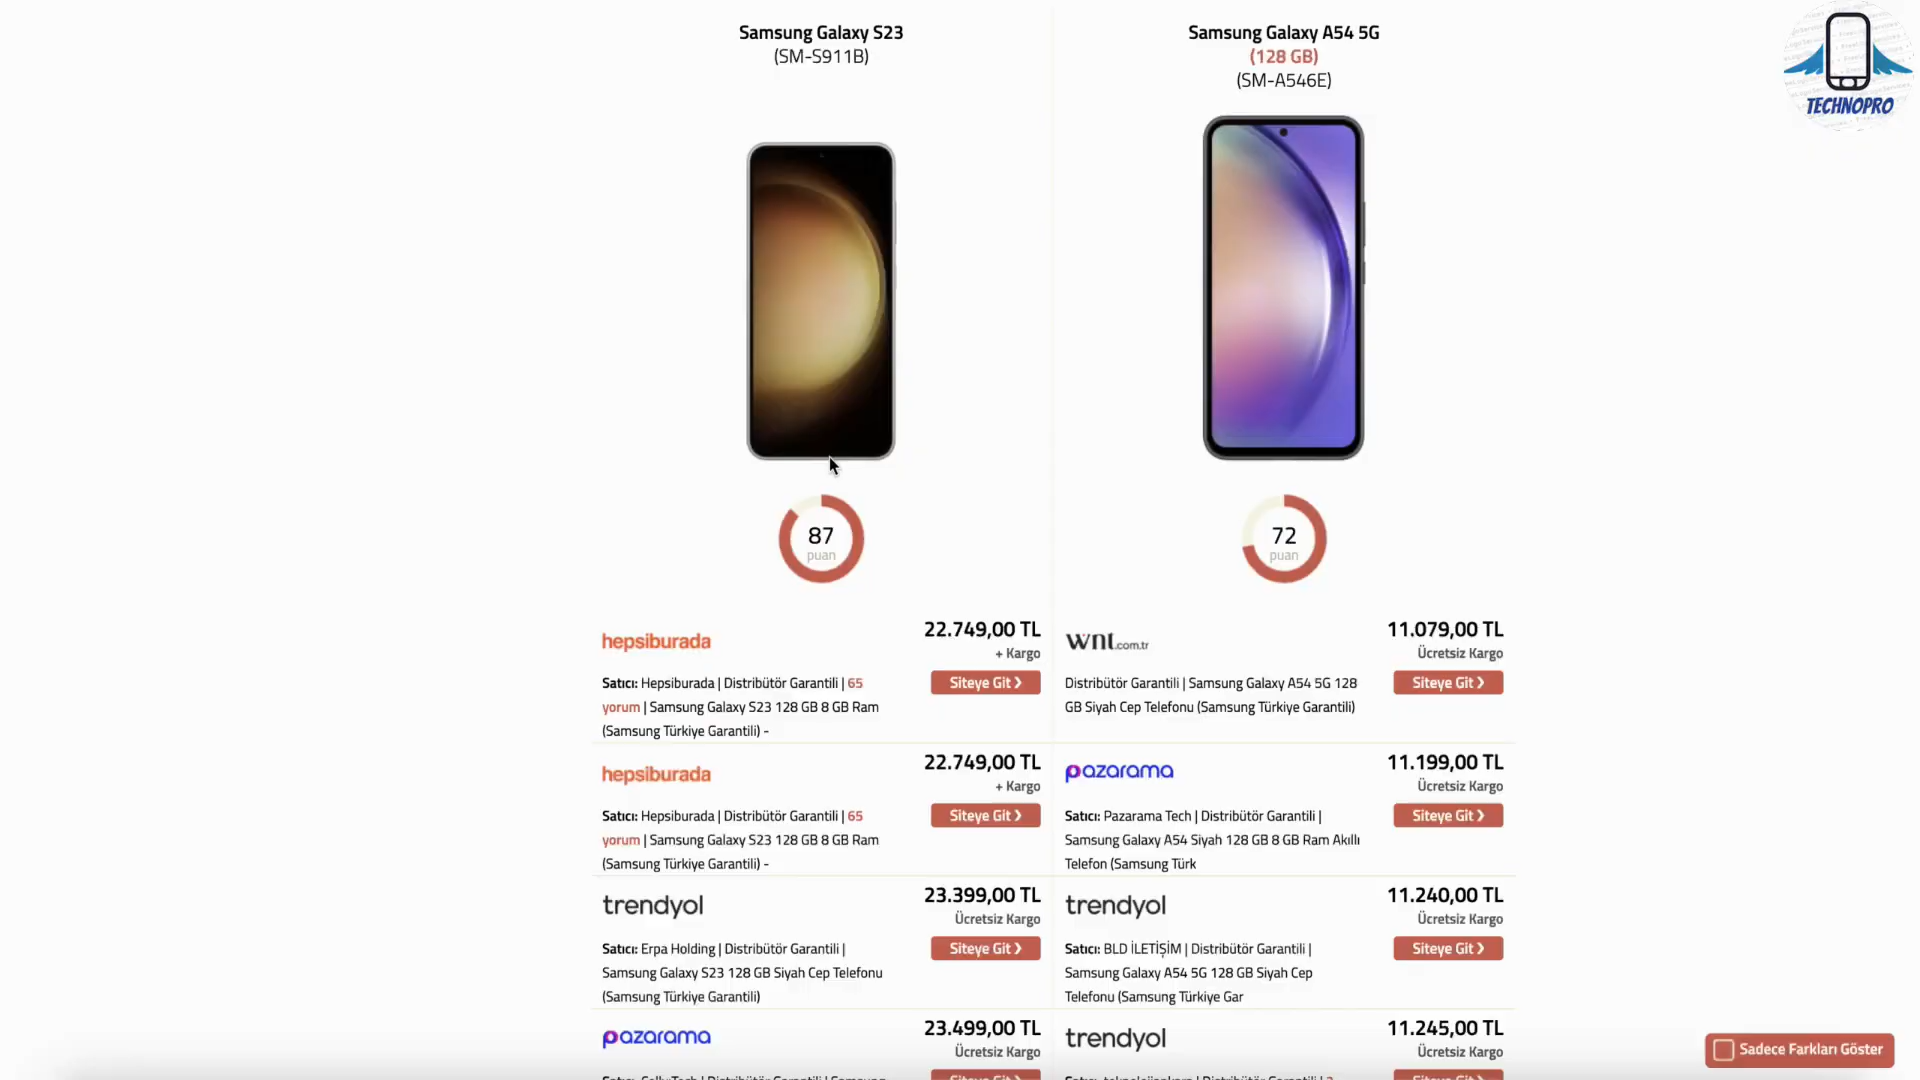 Samsung Galaxy S23
(SM-S911B)
Samsung Galaxy A54 5G
(128 GB)
(SM-A546E)
TECHNOPRO
87
puan
72
puan
hepsiburada
22.749,00 TL
+ Kargo
Satıcı: Hepsiburada | Distribütör Garantili | 65
yorum | Samsung Galaxy S23 128 GB 8 GB Ram
(Samsung Türkiye Garantili) -
Siteye Git ❯
wnt.com.tr
11.079,00 TL
Ücretsiz Kargo
Distribütör Garantili | Samsung Galaxy A54 5G 128
GB Siyah Cep Telefonu (Samsung Türkiye Garantili)
Siteye Git ❯
hepsiburada
22.749,00 TL
+ Kargo
Satıcı: Hepsiburada | Distribütör Garantili | 65
yorum | Samsung Galaxy S23 128 GB 8 GB Ram
(Samsung Türkiye Garantili) -
Siteye Git ❯
pazarama
11.199,00 TL
Ücretsiz Kargo
Satıcı: Pazarama Tech | Distribütör Garantili |
Samsung Galaxy A54 Siyah 128 GB 8 GB Ram Akıllı
Telefon (Samsung Türk
Siteye Git ❯
trendyol
23.399,00 TL
Ücretsiz Kargo
Satıcı: Erpa Holding | Distribütör Garantili |
Samsung Galaxy S23 128 GB Siyah Cep Telefonu
(Samsung Türkiye Garantili)
Siteye Git ❯
trendyol
11.240,00 TL
Ücretsiz Kargo
Satıcı: BLD İLETİŞİM | Distribütör Garantili |
Samsung Galaxy A54 5G 128 GB Siyah Cep
Telefonu (Samsung Türkiye Gar
Siteye Git ❯
pazarama
23.499,00 TL
Ücretsiz Kargo
trendyol
11.245,00 TL
Ücretsiz Kargo
Sadece Farkları Göster